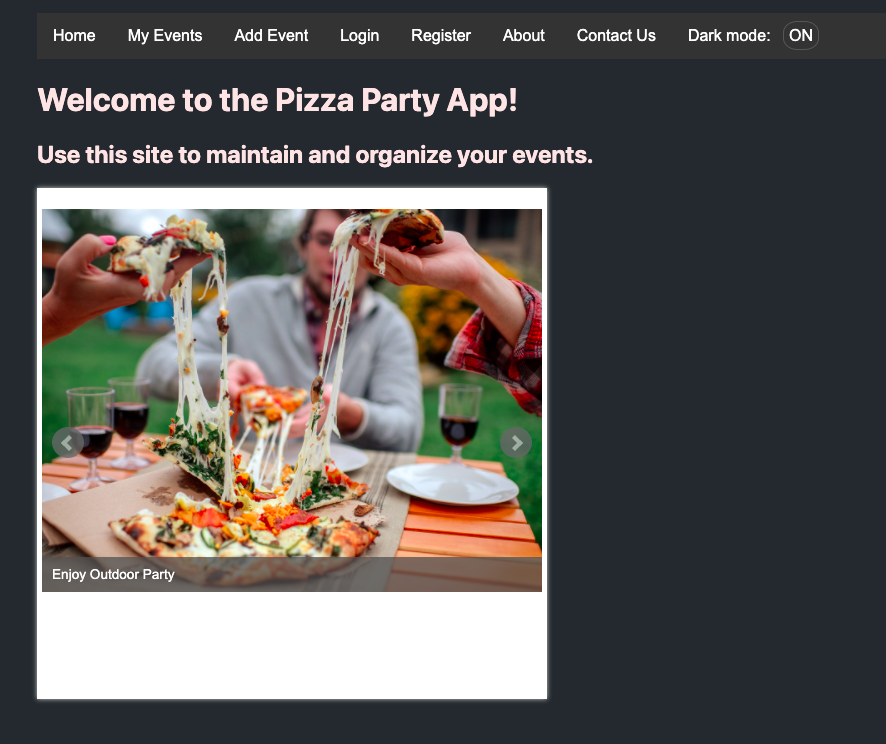 Home My Events Add Event Login Register About Contact Us Dark mode: ON
Welcome to the Pizza Party App!
Use this site to maintain and organize your events.
Enjoy Outdoor Party